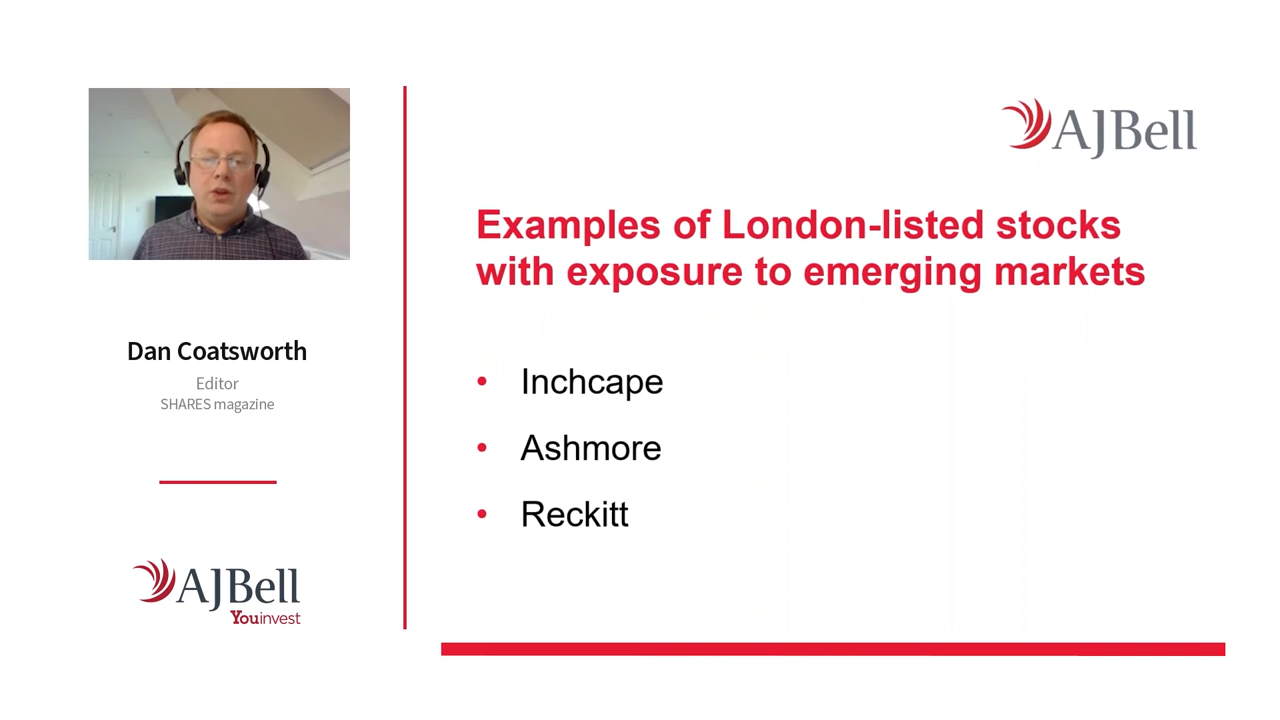 Dan Coatsworth
Editor
SHARES magazine
AJBell
Youinvest
AJBell
Examples of London-listed stocks
with exposure to emerging markets
• Inchcape
• Ashmore
• Reckitt